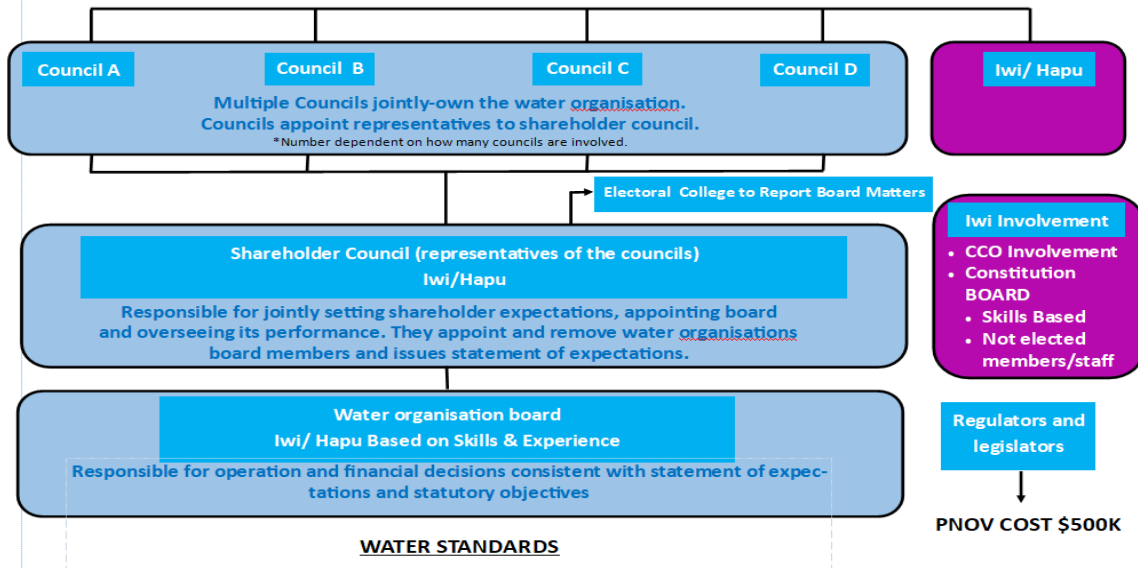 Council A
Council B
Council C
Council D
Multiple Councils jointly-own the water organisation.
Councils appoint representatives to shareholder council.
*Number dependent on how many councils are involved.
Iwi/ Hapu
Electoral College to Report Board Matters
Shareholder Council (representatives of the councils)
Iwi/Hapu
Responsible for jointly setting shareholder expectations, appointing board
and overseeing its performance. They appoint and remove water organisations
board members and issues statement of expectations.
Iwi Involvement
• CCO Involvement
• Constitution
BOARD
• Skills Based
• Not elected
members/staff
Water organisation board
Iwi/ Hapu Based on Skills & Experience
Responsible for operation and financial decisions consistent with statement of expec-
tations and statutory objectives
Regulators and
legislators
PNOV COST $500K
WATER STANDARDS